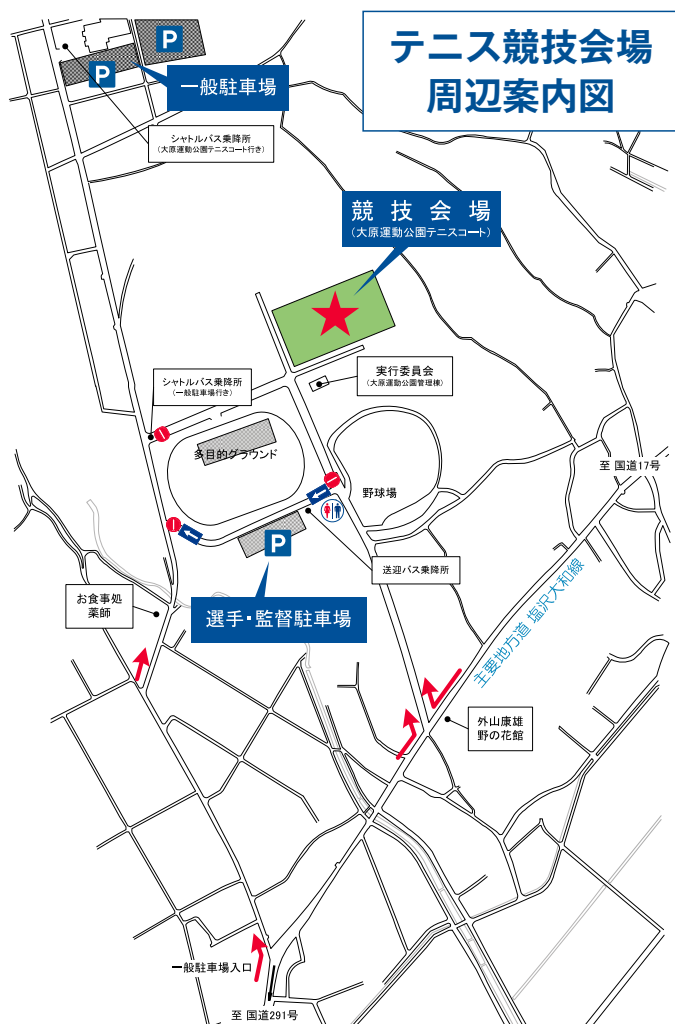 テニス競技会場
周辺案内図
P
P
一般駐車場
シャトルバス乗降所
(大原運動公園テニスコート行き)
競技会場
(大原運動公園テニスコート)
実行委員会
(大原運動公園管理棟)
シャトルバス乗降所
(一般駐車場行き)
多目的グラウンド
至 国道17号
野球場
P
送迎バス乗降所
主要地方道 塩沢大和線
お食事処
薬師
選手・監督駐車場
外山康雄
野の花館
一般駐車場入口
至 国道291号